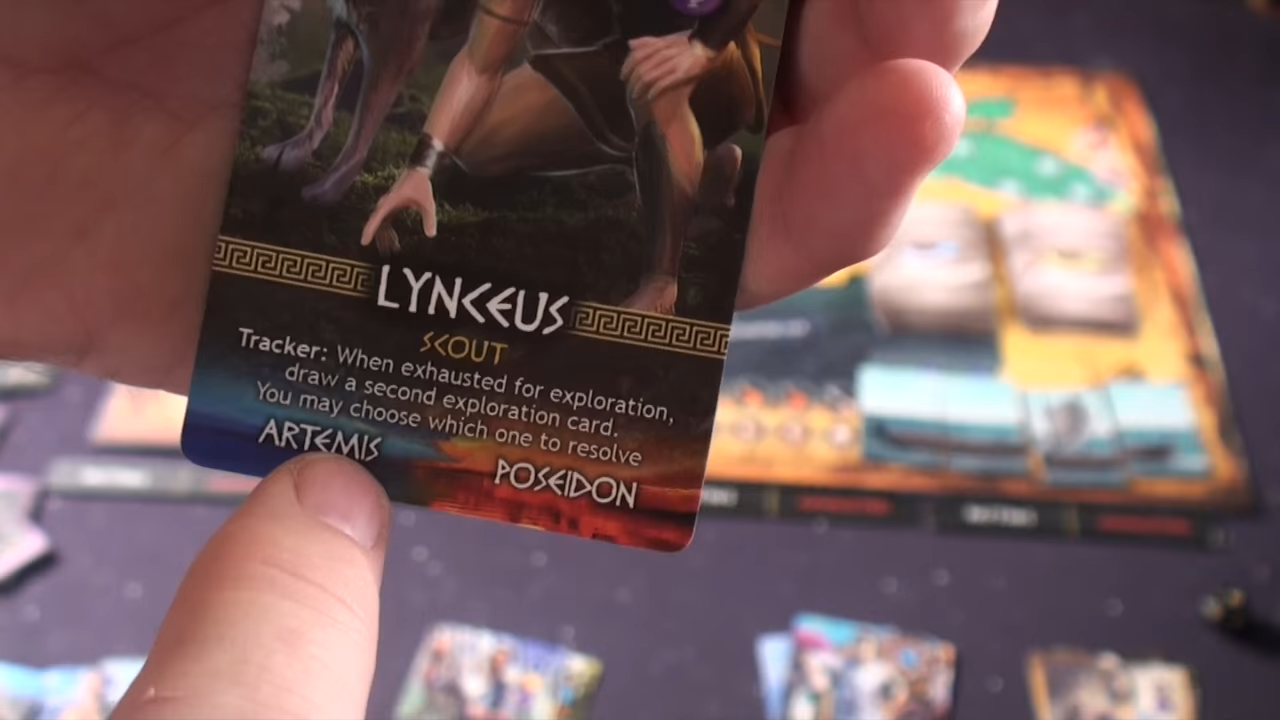 LYNCEUS
SCOUT
Tracker: When exhausted for exploration,
draw a second exploration card.
You may choose which one to resolve
ARTEMIS
POSEIDON